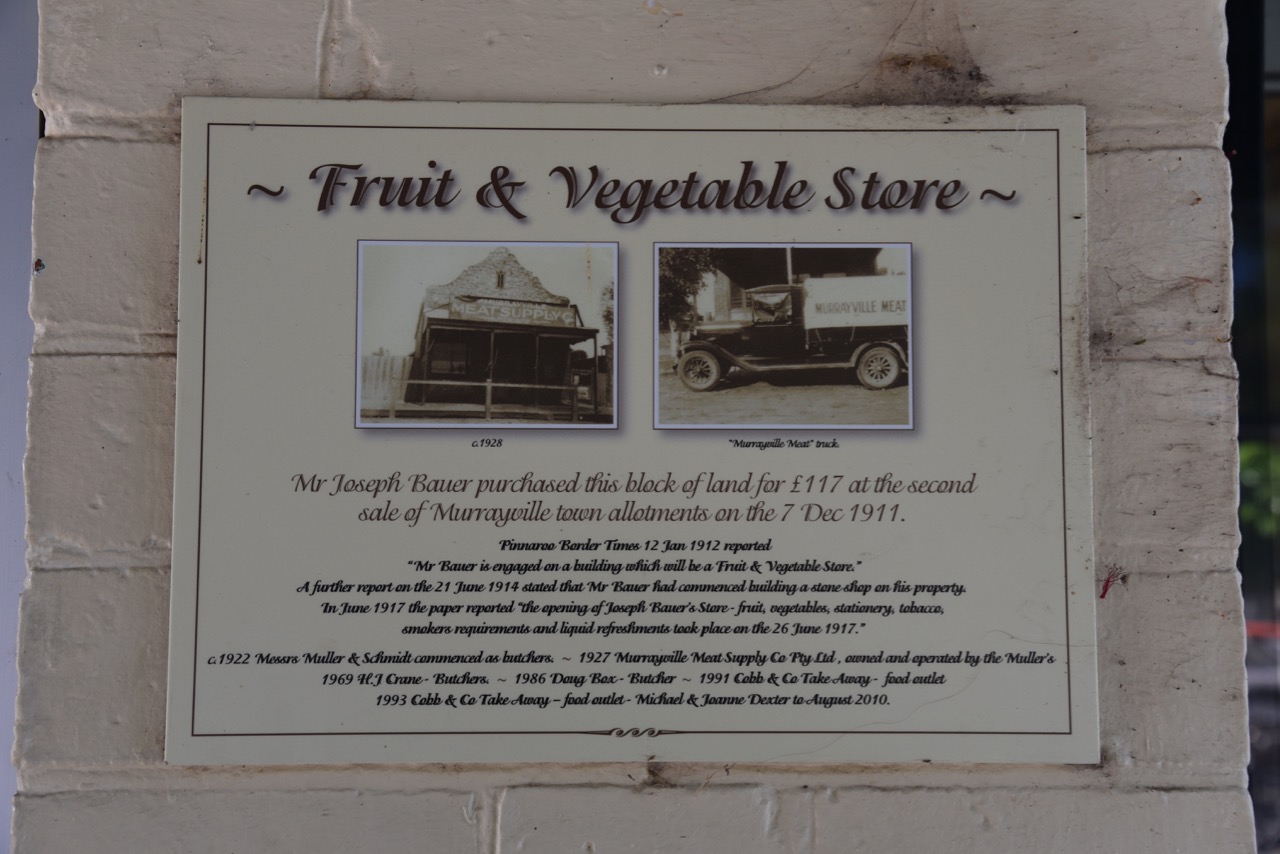 ~ Fruit & Vegetable Store ~
MURRAYVILLE
MEAT SUPPLY Co
MURRAYVILLE MEAT
c.1928
"Murrayville Meat" truck.
Mr Joseph Bauer purchased this block of land for £117 at the second
sale of Murrayville town allotments on the 7 Dec 1911.
Pinnaroo Border Times 12 Jan 1912 reported
"Mr Bauer is engaged on a building which will be a Fruit & Vegetable Store."
A further report on the 21 June 1914 stated that Mr Bauer had commenced building a stone shop on his property.
In June 1917 the paper reported "the opening of Joseph Bauer's Store - fruit, vegetables, stationery, tobacco,
smokers requirements and liquid refreshments took place on the 26 June 1917."
c.1922 Messrs Muller & Schmidt commenced as butchers. ~ 1927 Murrayville Meat Supply Co Pty Ltd , owned and operated by the Muller's
1969 H.J Crane - Butchers. ~ 1986 Doug Box - Butcher ~ 1991 Cobb & Co Take Away - food outlet
1993 Cobb & Co Take Away – food outlet - Michael & Joanne Dexter to August 2010.